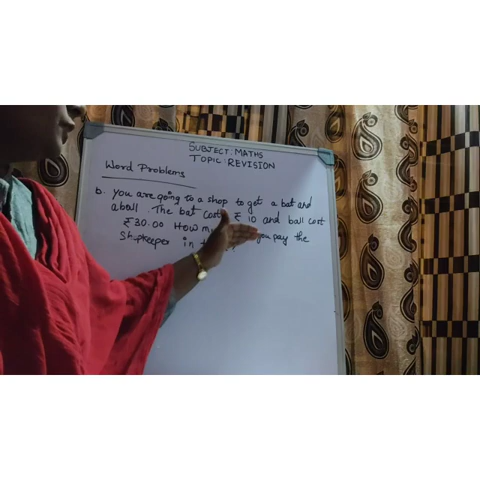 SUBJECT: MATHS
TOPIC: REVISION
Word Problems
b. you are going to a shop to get a bat and
a ball. The bat cost ₹ 10 and ball cost
₹30.00 How you pay the
in